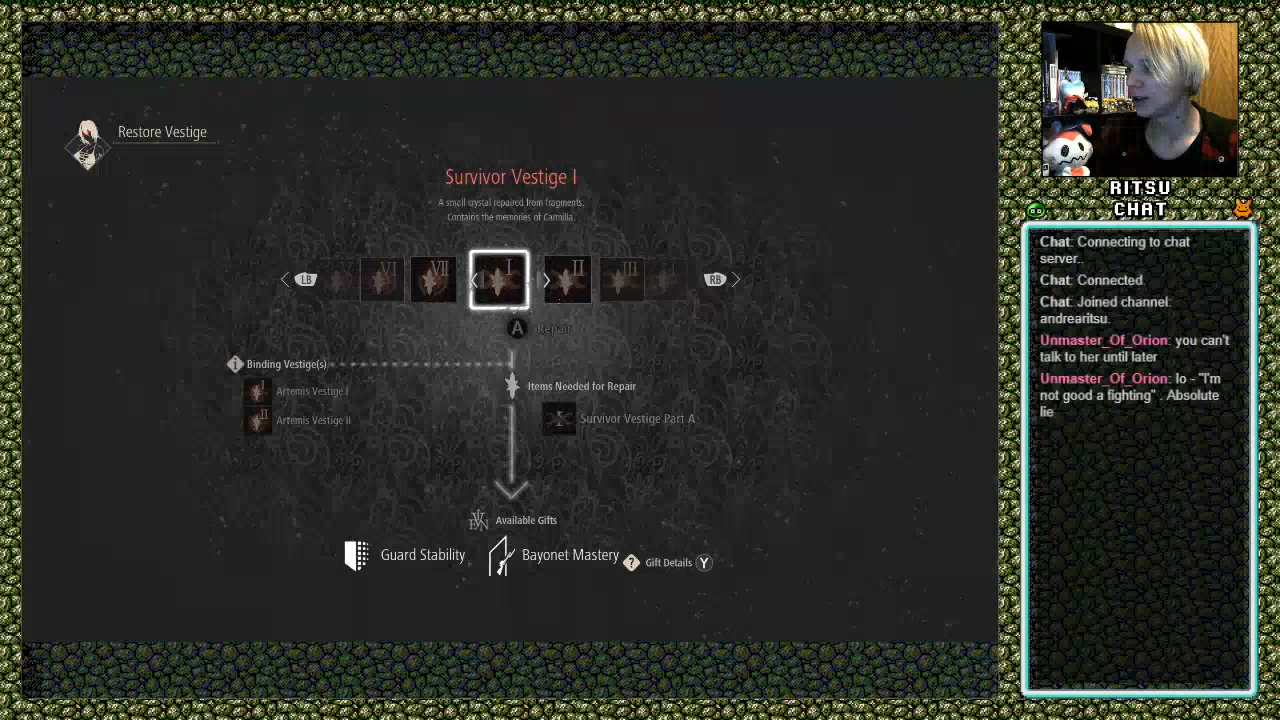 Restore Vestige
Survivor Vestige I
A small crystal repaired from fragments.
Contains the memories of Carmilla.
LB
VI
VII
I
II
III
RB
A Repair
i Binding Vestige(s)
I Artemis Vestige I
II Artemis Vestige II
Items Needed for Repair
Survivor Vestige Part A
Available Gifts
Guard Stability
Bayonet Mastery
? Gift Details Y
RITSU
CHAT
Chat: Connecting to chat
server..
Chat: Connected.
Chat: Joined channel:
andrearitsu.
Unmaster_Of_Orion: you can't
talk to her until later
Unmaster_Of_Orion: Io - "I'm
not good a fighting" . Absolute
lie